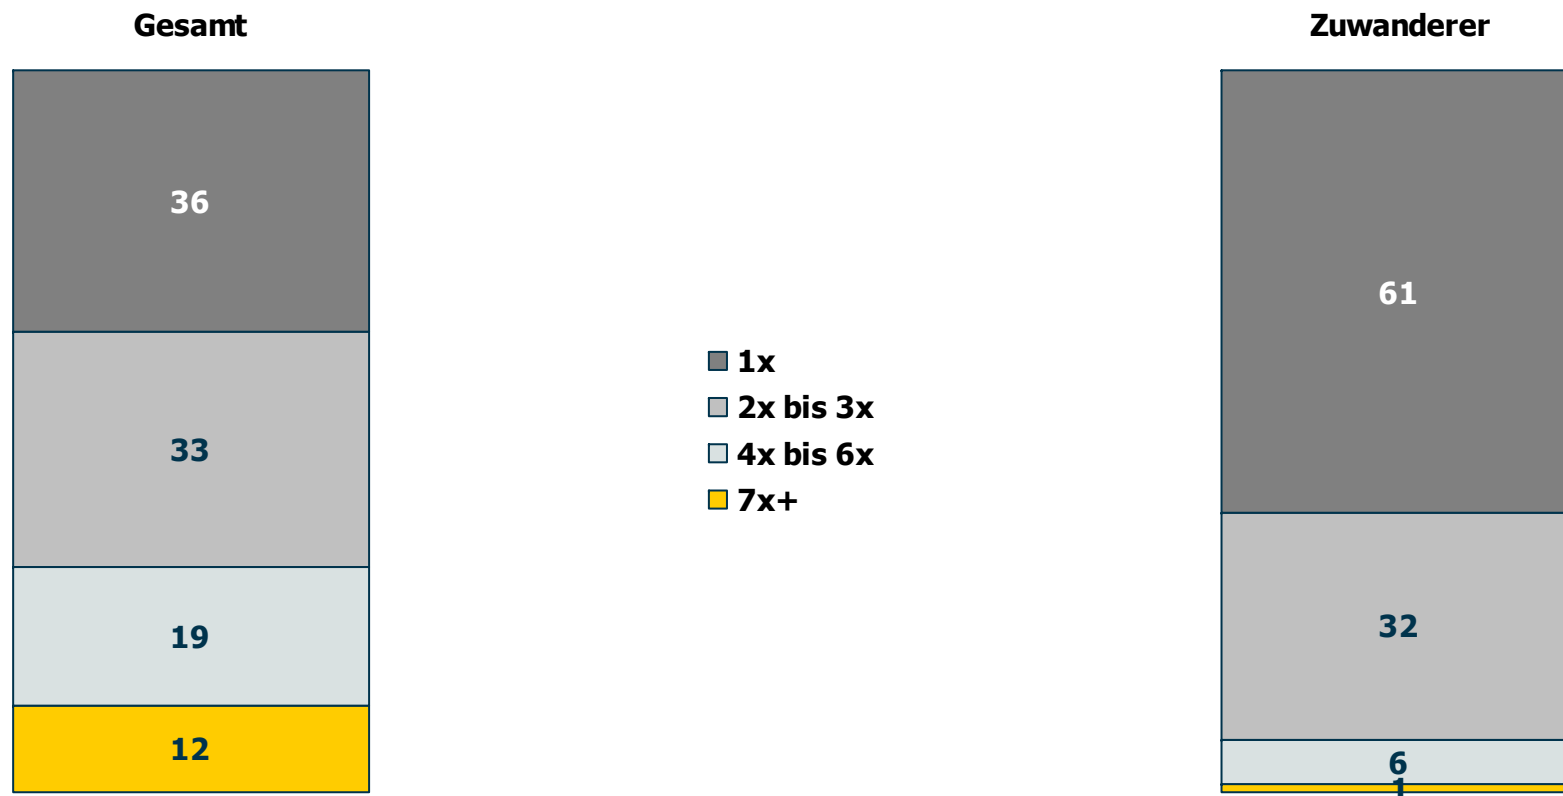 Gesamt
Zuwanderer
36
33
19
12
1x
2x bis 3x
4x bis 6x
7x+
61
32
6
1